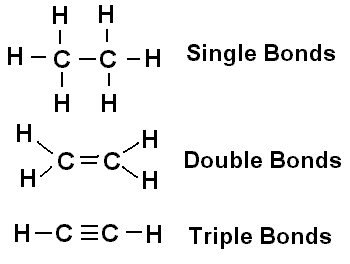 H H
H – C – C – H Single Bonds
H H
H H
C = C Double Bonds
H H
H – C ≡ C – H Triple Bonds